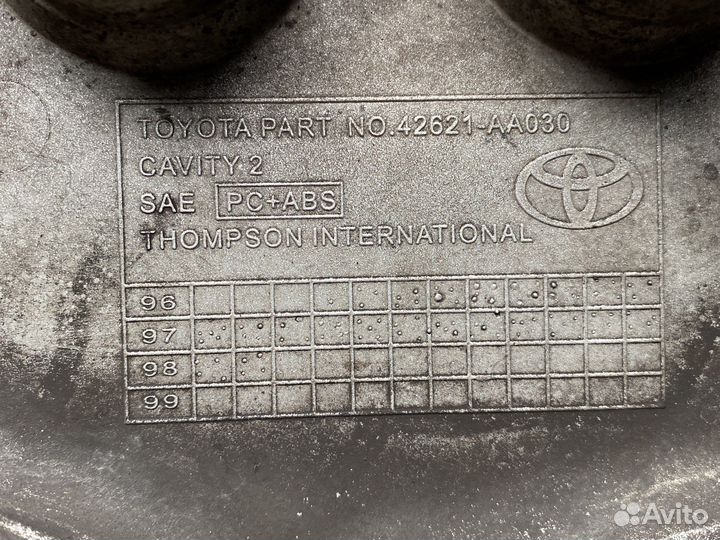 TOYOTA PART NO.42621-AA030
CAVITY 2
SAE PC+ABS
THOMPSON INTERNATIONAL
96
97
98
99
Avito